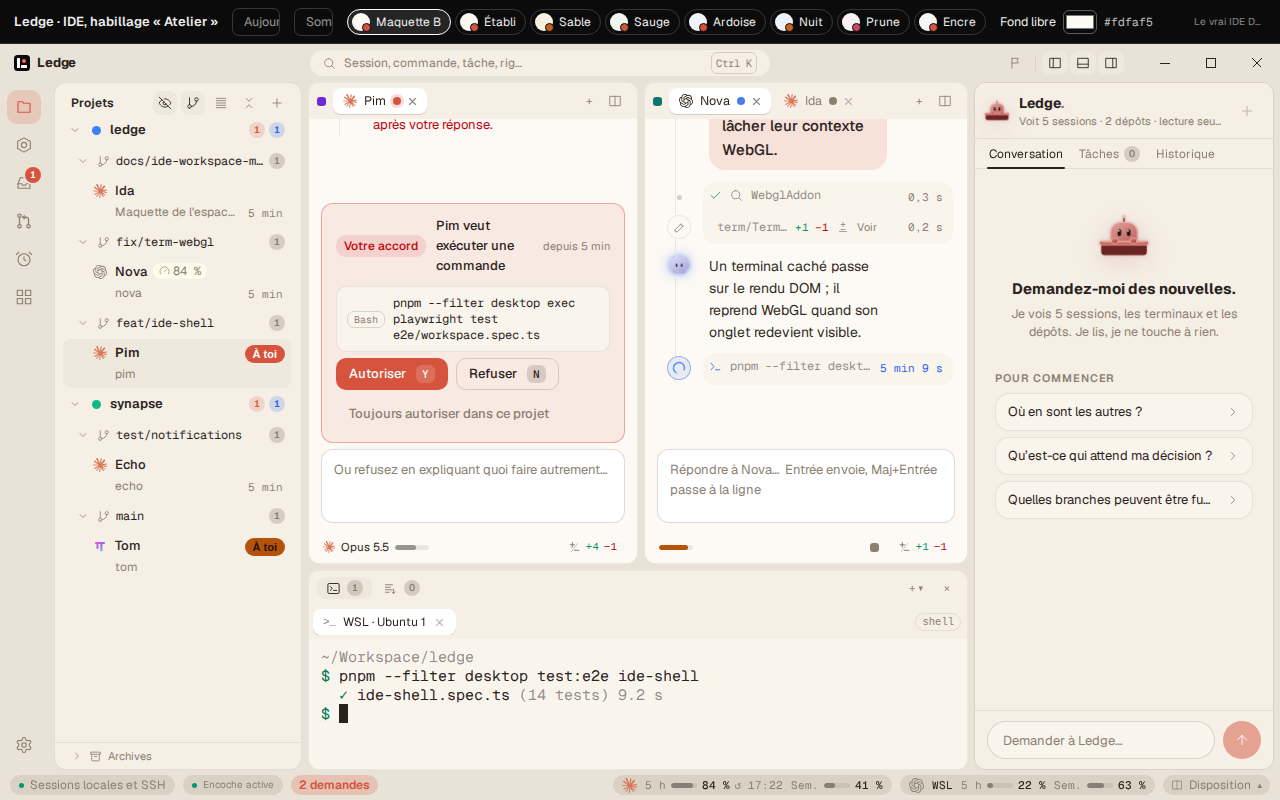 Ledge · IDE, habillage « Atelier »
Aujour
Som
Maquette B
Établi
Sable
Sauge
Ardoise
Nuit
Prune
Encre
Fond libre
#fdfaf5
Le vrai IDE D…
Ledge
Session, commande, tâche, rig…
Ctrl K
Projets
ledge
1
1
docs/ide-workspace-m…
1
Ida
Maquette de l'espac…
5 min
fix/term-webgl
1
Nova
84 %
nova
5 min
feat/ide-shell
1
Pim
À toi
pim
synapse
1
1
test/notifications
1
Echo
echo
5 min
main
1
Tom
À toi
tom
Archives
Pim
après votre réponse.
Votre accord
Pim veut
exécuter une
commande
depuis 5 min
Bash
pnpm --filter desktop exec
playwright test
e2e/workspace.spec.ts
Autoriser
Y
Refuser
N
Toujours autoriser dans ce projet
Ou refusez en expliquant quoi faire autrement…
Opus 5.5
+4 −1
Nova
Ida
lâcher leur contexte
WebGL.
WebglAddon
0,3 s
term/Term…
+1 −1
Voir
0,2 s
Un terminal caché passe
sur le rendu DOM ; il
reprend WebGL quand son
onglet redevient visible.
pnpm --filter deskt…
5 min 9 s
Répondre à Nova… Entrée envoie, Maj+Entrée
passe à la ligne
+1 −1
1
0
WSL · Ubuntu 1
shell
~/Workspace/ledge
$ pnpm --filter desktop test:e2e ide-shell
✓ ide-shell.spec.ts (14 tests) 9.2 s
$
Ledge.
Voit 5 sessions · 2 dépôts · lecture seu…
Conversation
Tâches
0
Historique
Demandez-moi des nouvelles.
Je vois 5 sessions, les terminaux et les
dépôts. Je lis, je ne touche à rien.
POUR COMMENCER
Où en sont les autres ?
Qu'est-ce qui attend ma décision ?
Quelles branches peuvent être fu…
Demander à Ledge…
Sessions locales et SSH
Encoche active
2 demandes
5 h
84 %
↺ 17:22
Sem.
41 %
WSL
5 h
22 %
Sem.
63 %
Disposition